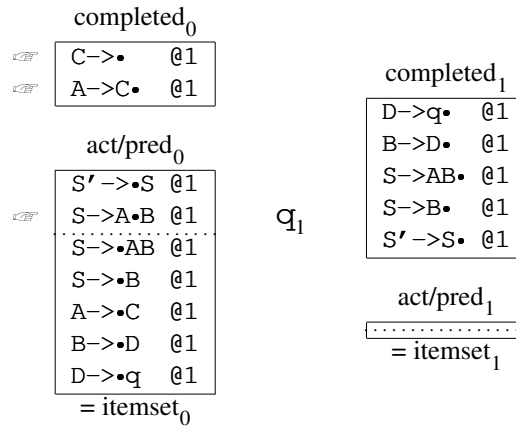 completed₀
☞ C->• @1
☞ A->C• @1
act/pred₀
S'->•S @1
☞ S->A•B @1
S->•AB @1
S->•B @1
A->•C @1
B->•D @1
D->•q @1
= itemset₀
q₁
completed₁
D->q• @1
B->D• @1
S->AB• @1
S->B• @1
S'->S• @1
act/pred₁
= itemset₁